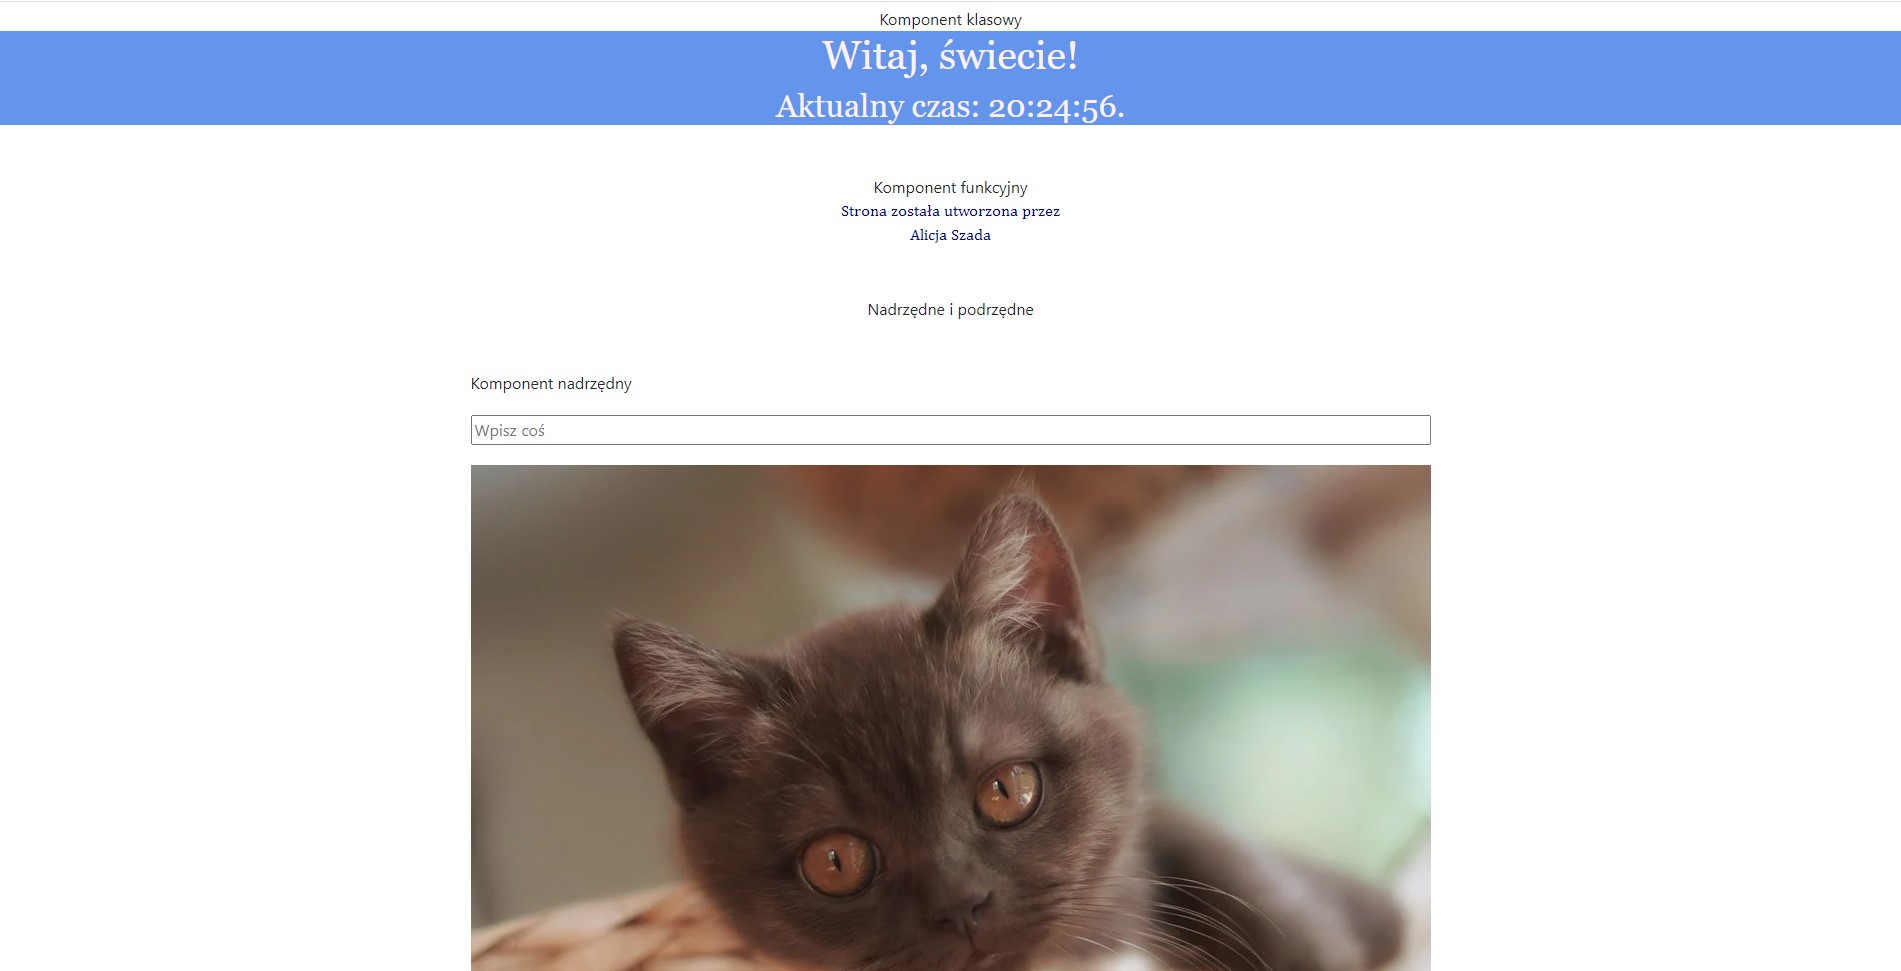 Komponent klasowy
Witaj, świecie!
Aktualny czas: 20:24:56.
Komponent funkcyjny
Strona została utworzona przez
Alicja Szada
Nadrzędne i podrzędne
Komponent nadrzędny
Wpisz coś